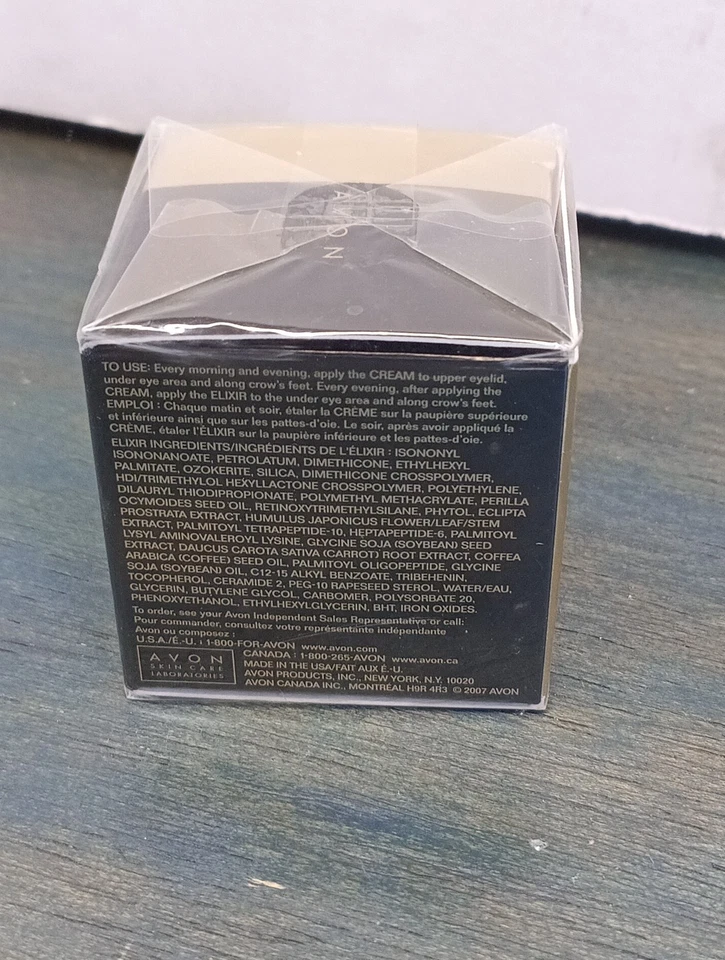 AVON
TO USE: Every morning and evening, apply the CREAM to upper eyelid,
under eye area and along crow's feet. Every evening, after applying the
CREAM, apply the ELIXIR to the under eye area and along crow's feet.
EMPLOI : Chaque matin et soir, étaler la CRÈME sur la paupière supérieure
et inférieure ainsi que sur les pattes-d'oie. Le soir, après avoir appliqué la
CRÈME, étaler l'ÉLIXIR sur la paupière inférieure et les pattes-d'oie.
ELIXIR INGREDIENTS/INGRÉDIENTS DE L'ÉLIXIR : ISONONYL
ISONONANOATE, PETROLATUM, DIMETHICONE, ETHYLHEXYL
PALMITATE, OZOKERITE, SILICA, DIMETHICONE CROSSPOLYMER,
HDI/TRIMETHYLOL HEXYLLACTONE CROSSPOLYMER, POLYETHYLENE,
DILAURYL THIODIPROPIONATE, POLYMETHYL METHACRYLATE, PERILLA
OCYMOIDES SEED OIL, RETINOXYTRIMETHYLSILANE, PHYTOL, ECLIPTA
PROSTRATA EXTRACT, HUMULUS JAPONICUS FLOWER/LEAF/STEM
EXTRACT, PALMITOYL TETRAPEPTIDE-10, HEPTAPEPTIDE-6, PALMITOYL
LYSYL AMINOVALEROYL LYSINE, GLYCINE SOJA (SOYBEAN) SEED
EXTRACT, DAUCUS CAROTA SATIVA (CARROT) ROOT EXTRACT, COFFEA
ARABICA (COFFEE) SEED OIL, PALMITOYL OLIGOPEPTIDE, GLYCINE
SOJA (SOYBEAN) OIL, C12-15 ALKYL BENZOATE, TRIBEHENIN,
TOCOPHEROL, CERAMIDE 2, PEG-10 RAPESEED STEROL, WATER/EAU,
GLYCERIN, BUTYLENE GLYCOL, CARBOMER, POLYSORBATE 20,
PHENOXYETHANOL, ETHYLHEXYLGLYCERIN, BHT, IRON OXIDES.
To order, see your Avon Independent Sales Representative or call:
Pour commander, consultez votre représentante indépendante
Avon ou composez :
U.S.A./É.-U. : 1-800-FOR-AVON www.avon.com
CANADA : 1-800-265-AVON www.avon.ca
MADE IN THE USA/FAIT AUX É.-U.
AVON PRODUCTS, INC., NEW YORK, N.Y. 10020
AVON CANADA INC., MONTRÉAL H9R 4R3 © 2007 AVON
AVON
SKIN CARE
LABORATORIES